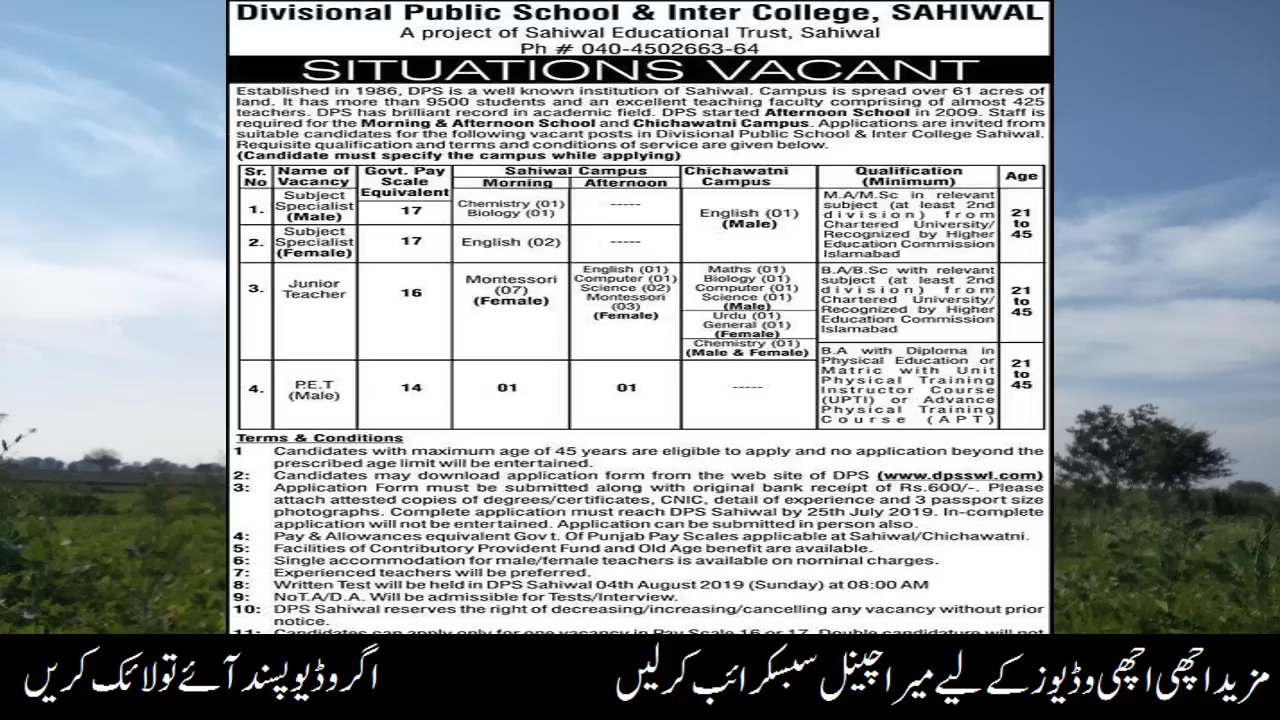 Divisional Public School & Inter College, SAHIWAL
A project of Sahiwal Educational Trust, Sahiwal
Ph # 040-4502663-64
SITUATIONS VACANT
Established in 1986, DPS is a well known institution of Sahiwal. Campus is spread over 61 acres of
land. It has more than 9500 students and an excellent teaching faculty comprising of almost 425
teachers. DPS has brilliant record in academic field. DPS started Afternoon School in 2009. Staff is
required for the Morning & Afternoon School and Chichawatni Campus. Applications are invited from
suitable candidates for the following vacant posts in Divisional Public School & Inter College Sahiwal.
Requisite qualification and terms and conditions of service are given below.
(Candidate must specify the campus while applying)
Sr. No
Name of Vacancy
Govt. Pay Scale Equivalent
Sahiwal Campus
Morning
Afternoon
Chichawatni Campus
Qualification (Minimum)
Age
1.
Subject
Specialist
(Male)
17
Chemistry (01)
Biology (01)
-----
English (01)
(Male)
M.A/M.Sc in relevant
subject (at least 2nd
division) from
Chartered University/
Recognized by Higher
Education Commission
Islamabad
21
to
45
2.
Subject
Specialist
(Female)
17
English (02)
-----
3.
Junior
Teacher
16
Montessori
(07)
(Female)
English (01)
Computer (01)
Science (02)
Montessori
(03)
(Female)
Maths (01)
Biology (01)
Computer (01)
Science (01)
(Male)
Urdu (01)
General (01)
(Female)
Chemistry (01)
(Male & Female)
B.A/B.Sc with relevant
subject (at least 2nd
division) from
Chartered University/
Recognized by Higher
Education Commission
Islamabad
21
to
45
4.
P.E.T
(Male)
14
01
01
-----
B.A with Diploma in
Physical Education or
Matric with Unit
Physical Training
Instructor Course
(UPTI) or Advance
Physical Training
Course (APT)
21
to
45
Terms & Conditions
1 Candidates with maximum age of 45 years are eligible to apply and no application beyond the
prescribed age limit will be entertained.
2: Candidates may download application form from the web site of DPS (www.dpsswl.com)
3: Application Form must be submitted along with original bank receipt of Rs.600/-. Please
attach attested copies of degrees/certificates, CNIC, detail of experience and 3 passport size
photographs. Complete application must reach DPS Sahiwal by 25th July 2019. In-complete
application will not be entertained. Application can be submitted in person also.
4: Pay & Allowances equivalent Gov t. Of Punjab Pay Scales applicable at Sahiwal/Chichawatni.
5: Facilities of Contributory Provident Fund and Old Age benefit are available.
6: Single accommodation for male/female teachers is available on nominal charges.
7: Experienced teachers will be preferred.
8: Written Test will be held in DPS Sahiwal 04th August 2019 (Sunday) at 08:00 AM
9: NoT.A/D.A. Will be admissible for Tests/Interview.
10: DPS Sahiwal reserves the right of decreasing/increasing/cancelling any vacancy without prior
notice.
11: Candidates can apply only for one vacancy in Pay Scale 16 or 17. Double candidature will not
مزید اچھی اچھی وڈیوز کے لیے میرا چینل سبسکرائب کر لیں
اگر وڈیو پسند آئے تو لائک کریں